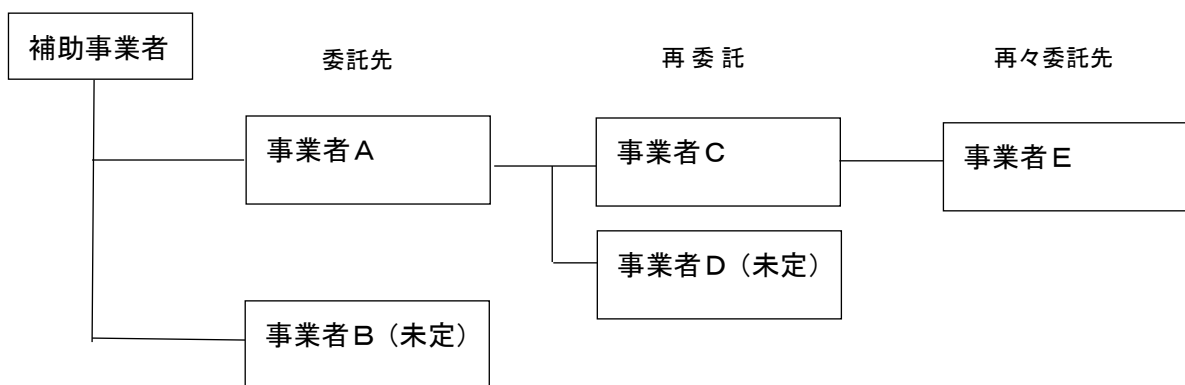 補助事業者
委託先
再委託
再々委託先
事業者A
事業者C
事業者E
事業者D（未定）
事業者B（未定）